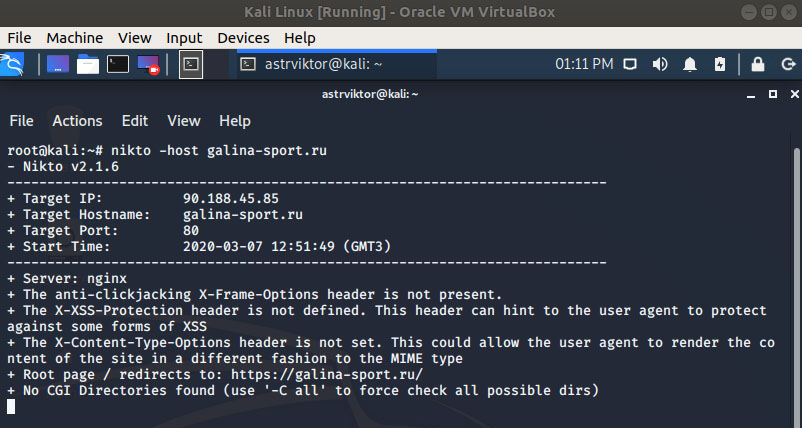 Kali Linux [Running] - Oracle VM VirtualBox
File Machine View Input Devices Help
astrviktor@kali: ~ 01:11 PM
astrviktor@kali: ~
File Actions Edit View Help
root@kali:~# nikto -host galina-sport.ru
- Nikto v2.1.6
---------------------------------------------------------------------------
+ Target IP: 90.188.45.85
+ Target Hostname: galina-sport.ru
+ Target Port: 80
+ Start Time: 2020-03-07 12:51:49 (GMT3)
---------------------------------------------------------------------------
+ Server: nginx
+ The anti-clickjacking X-Frame-Options header is not present.
+ The X-XSS-Protection header is not defined. This header can hint to the user agent to protect
against some forms of XSS
+ The X-Content-Type-Options header is not set. This could allow the user agent to render the co
ntent of the site in a different fashion to the MIME type
+ Root page / redirects to: https://galina-sport.ru/
+ No CGI Directories found (use '-C all' to force check all possible dirs)